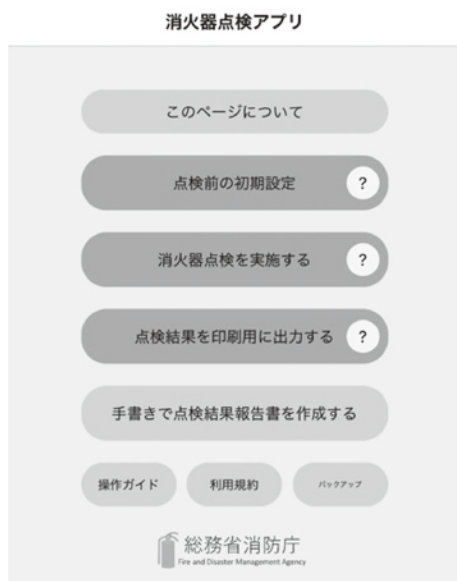 消火器点検アプリ
このページについて
点検前の初期設定 ?
消火器点検を実施する ?
点検結果を印刷用に出力する ?
手書きで点検結果報告書を作成する
操作ガイド 利用規約 バックアップ
総務省消防庁
Fire and Disaster Management Agency